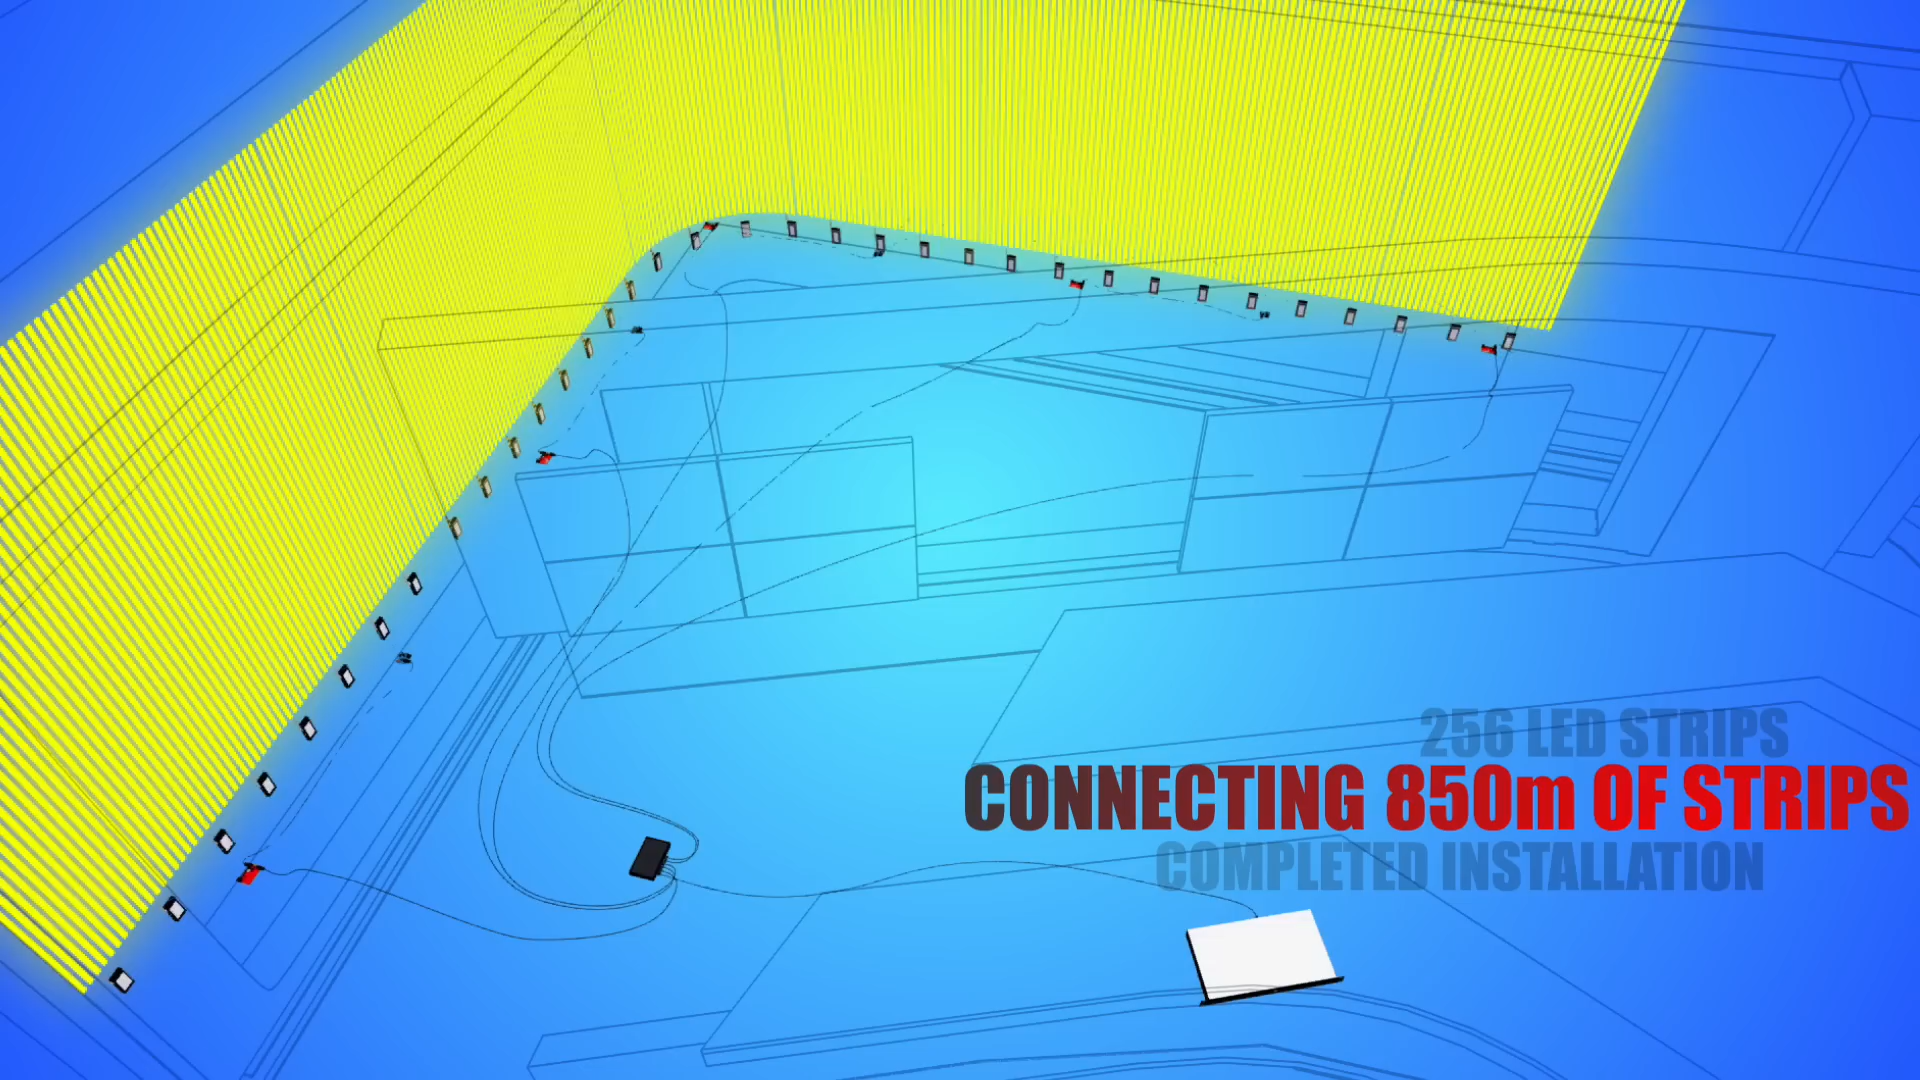 256 LED STRIPS
CONNECTING 850m OF STRIPS
COMPLETED INSTALLATION